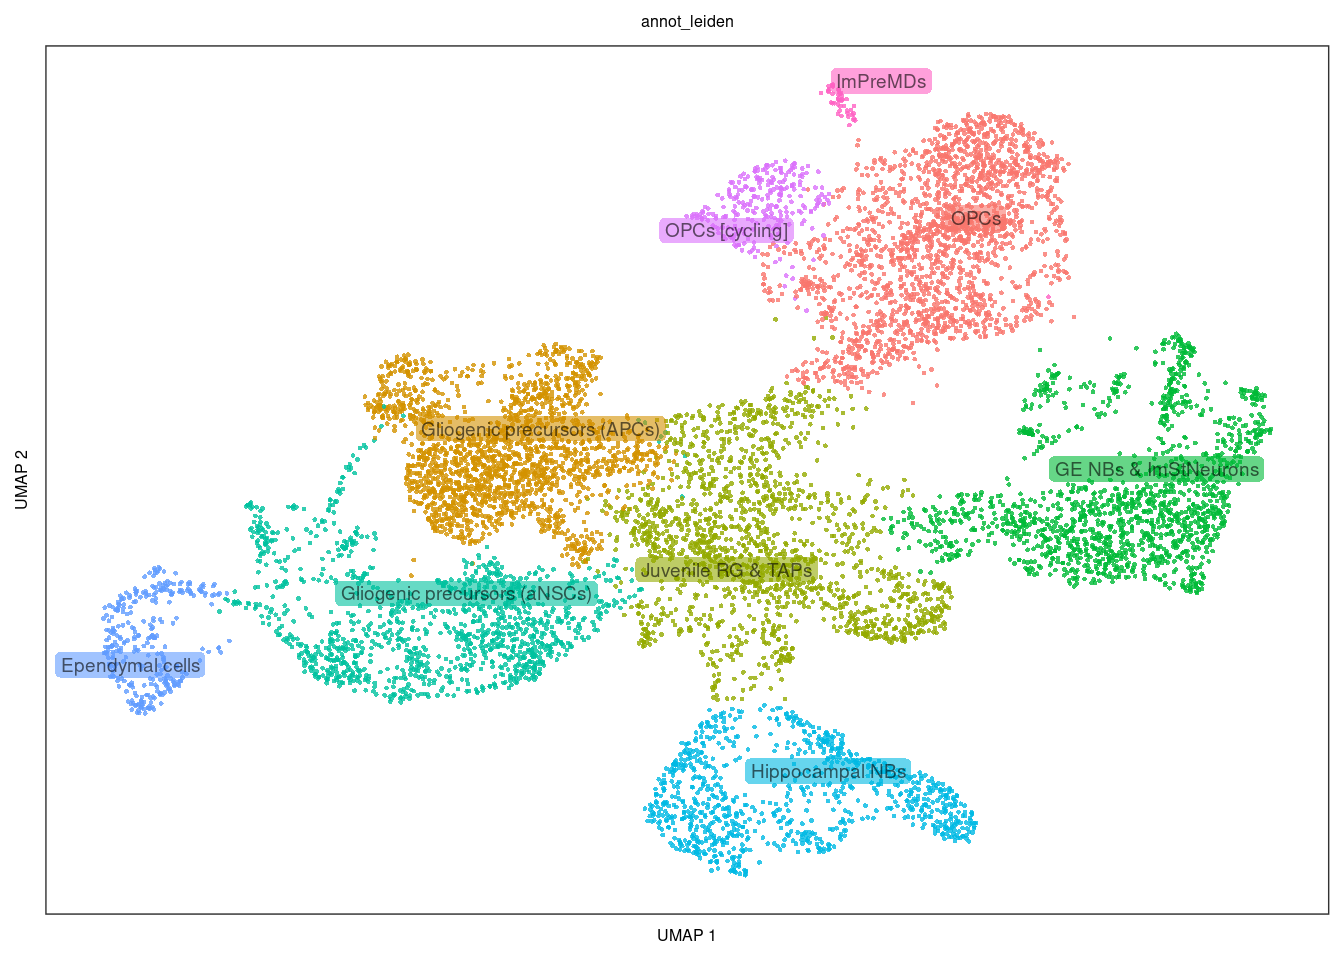 annot_leiden
ImPreMDs
OPCs
OPCs [cycling]
Gliogenic precursors (APCs)
GE NBs & ImStNeurons
UMAP 2
Juvenile RG & TAPs
Gliogenic precursors (aNSCs)
Ependymal cells
Hippocampal NBs
UMAP 1